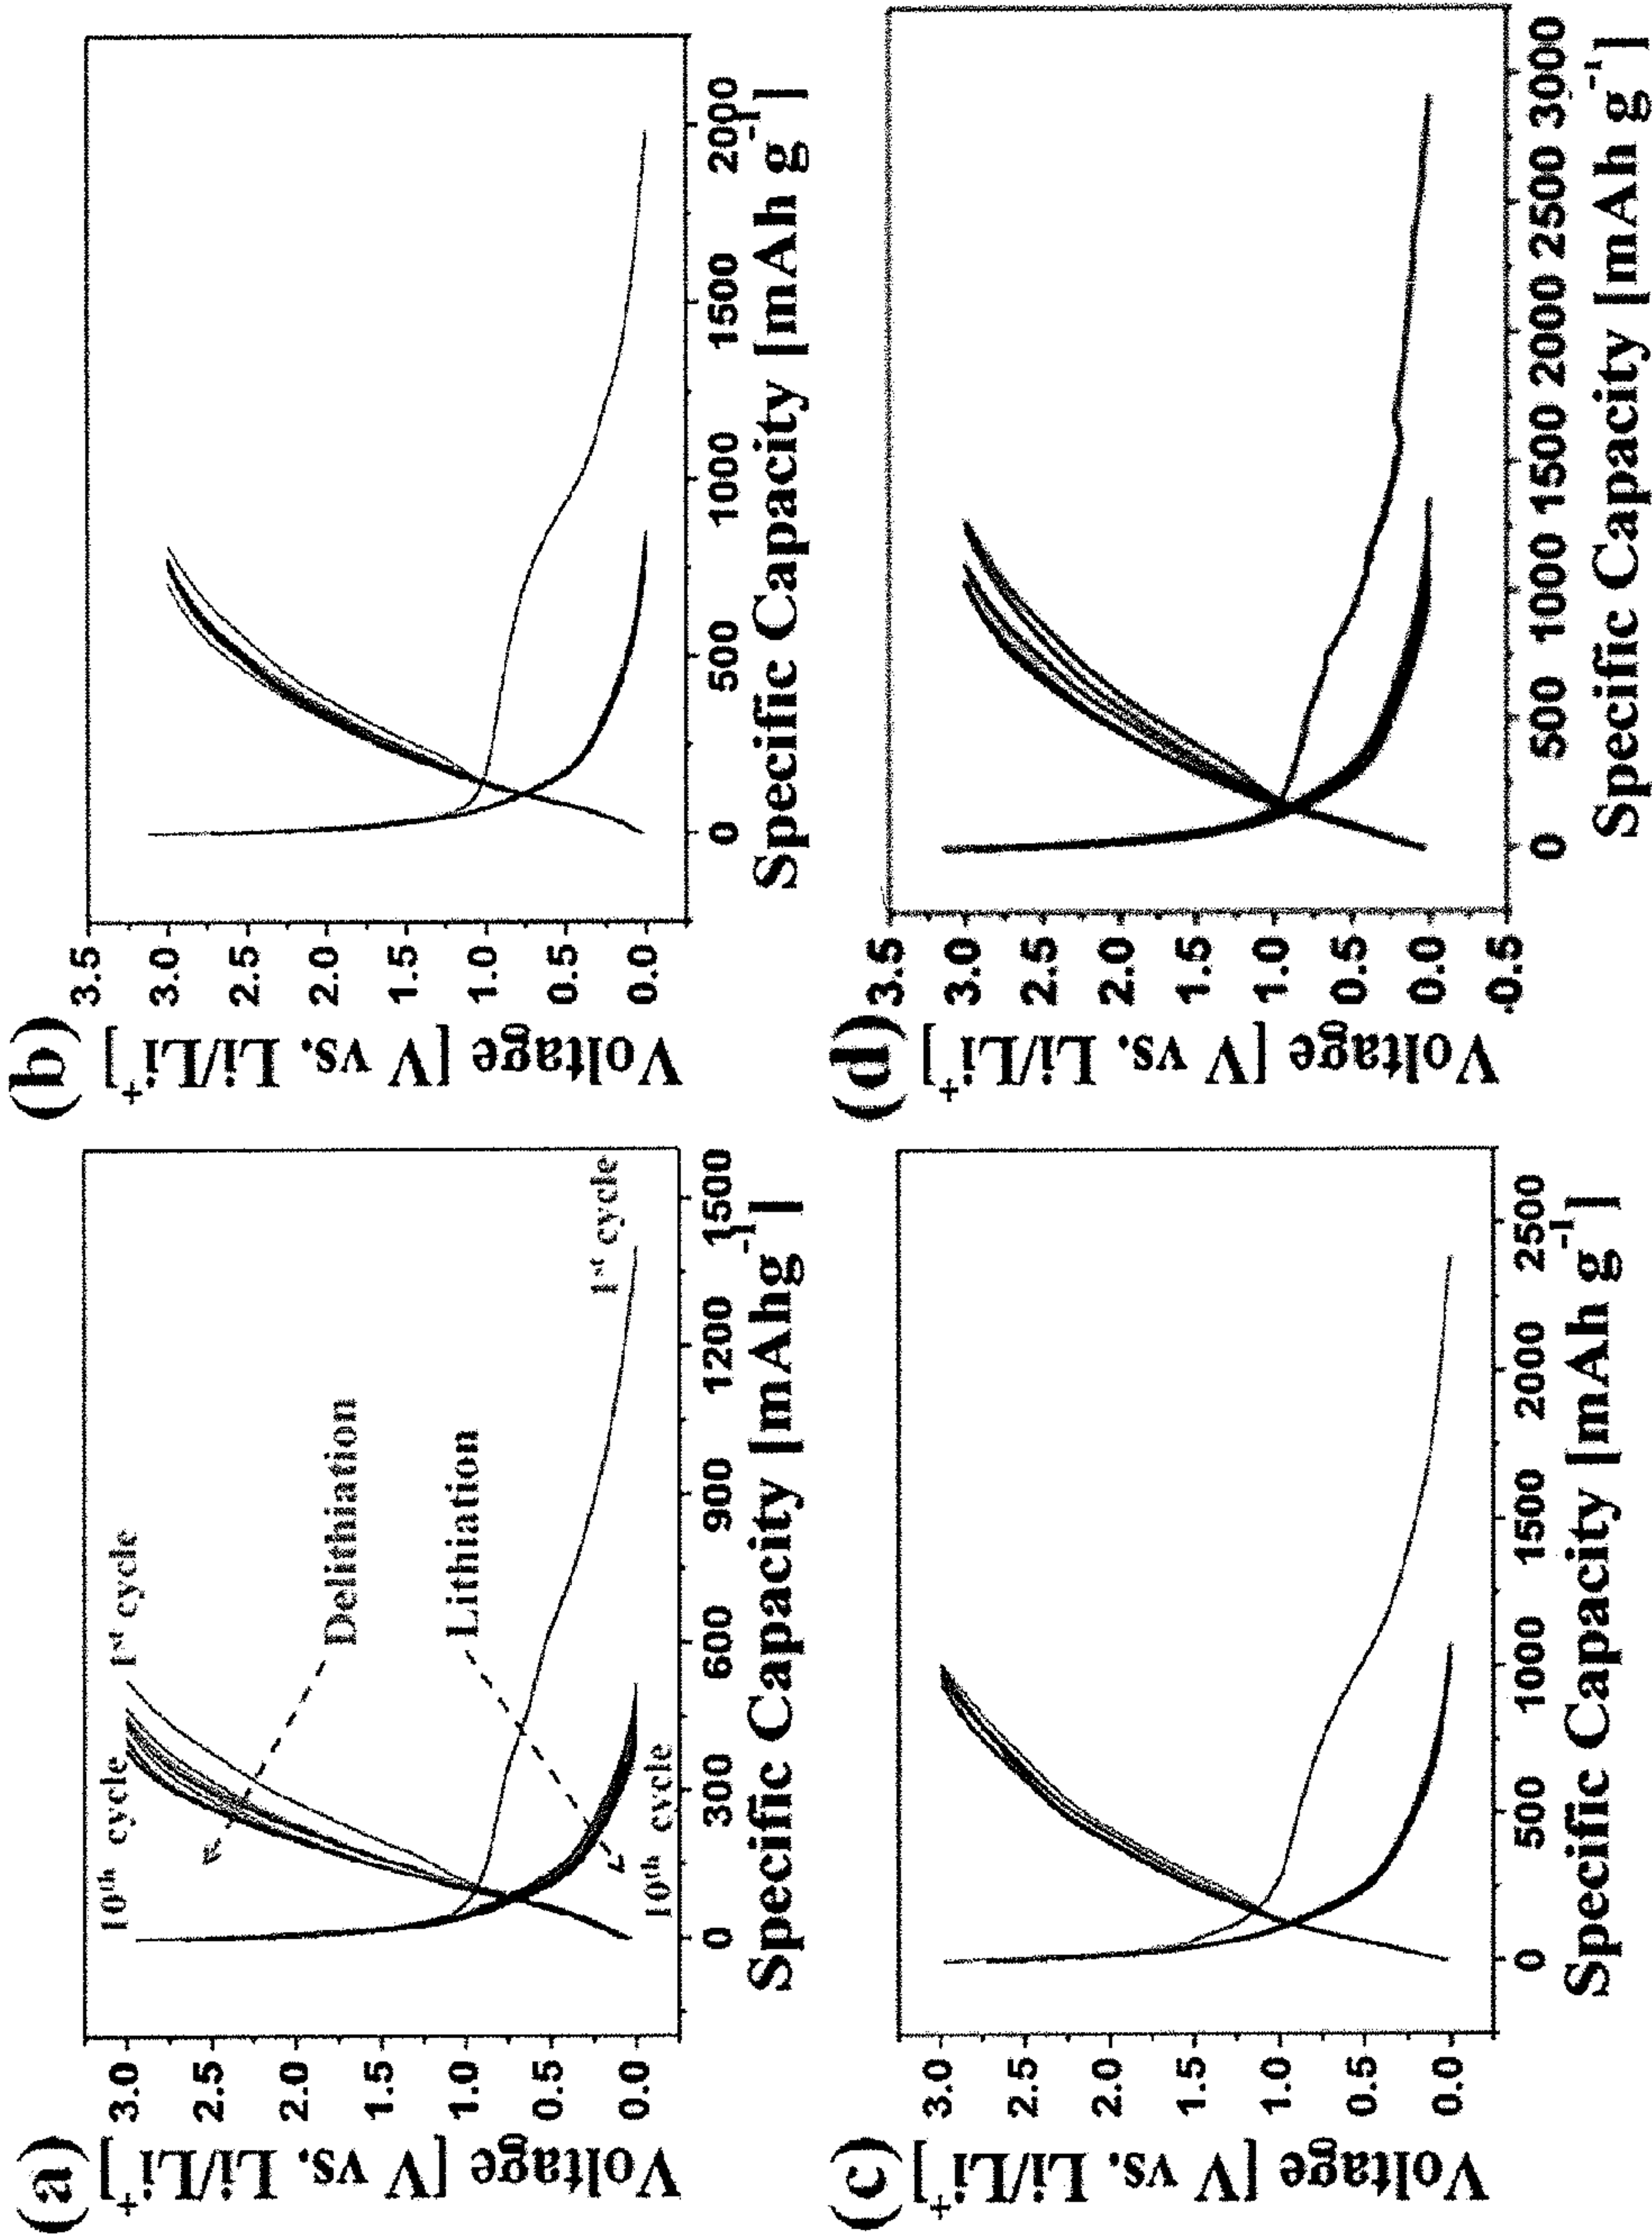 (a)
Voltage [V vs. Li/Li⁺]
3.0
2.5
2.0
1.5
1.0
0.5
0.0
10th cycle
1st cycle
Delithiation
Lithiation
10th cycle
1st cycle
0 300 600 900 1200 1500
Specific Capacity [mAhg⁻¹]
(b)
Voltage [V vs. Li/Li⁺]
3.5
3.0
2.5
2.0
1.5
1.0
0.5
0.0
0 500 1000 1500 2000
Specific Capacity [mAh g⁻¹]
(c)
Voltage [V vs. Li/Li⁺]
3.0
2.5
2.0
1.5
1.0
0.5
0.0
0 500 1000 1500 2000 2500
Specific Capacity [mAh g⁻¹]
(d)
Voltage [V vs. Li/Li⁺]
3.5
3.0
2.5
2.0
1.5
1.0
0.5
0.0
-0.5
0 500 1000 1500 2000 2500 3000
Specific Capacity [mAh g⁻¹]